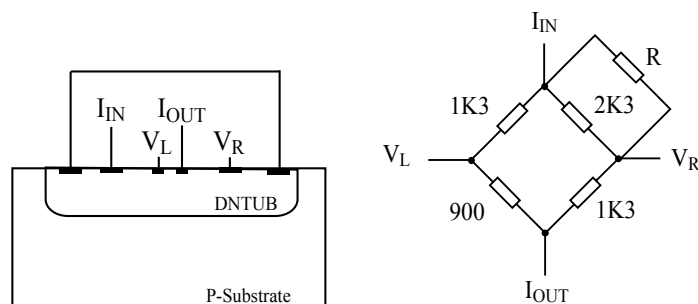 I_IN
I_OUT
V_L
V_R
DNTUB
P-Substrate
I_IN
R
1K3
2K3
V_L
V_R
900
1K3
I_OUT